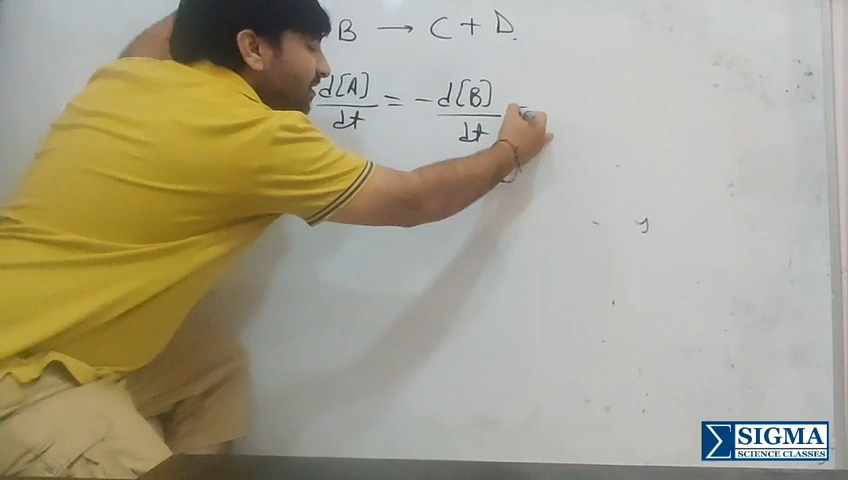 B → C + D.
d[A]/dt = - d[B]/dt =
SIGMA
SCIENCE CLASSES